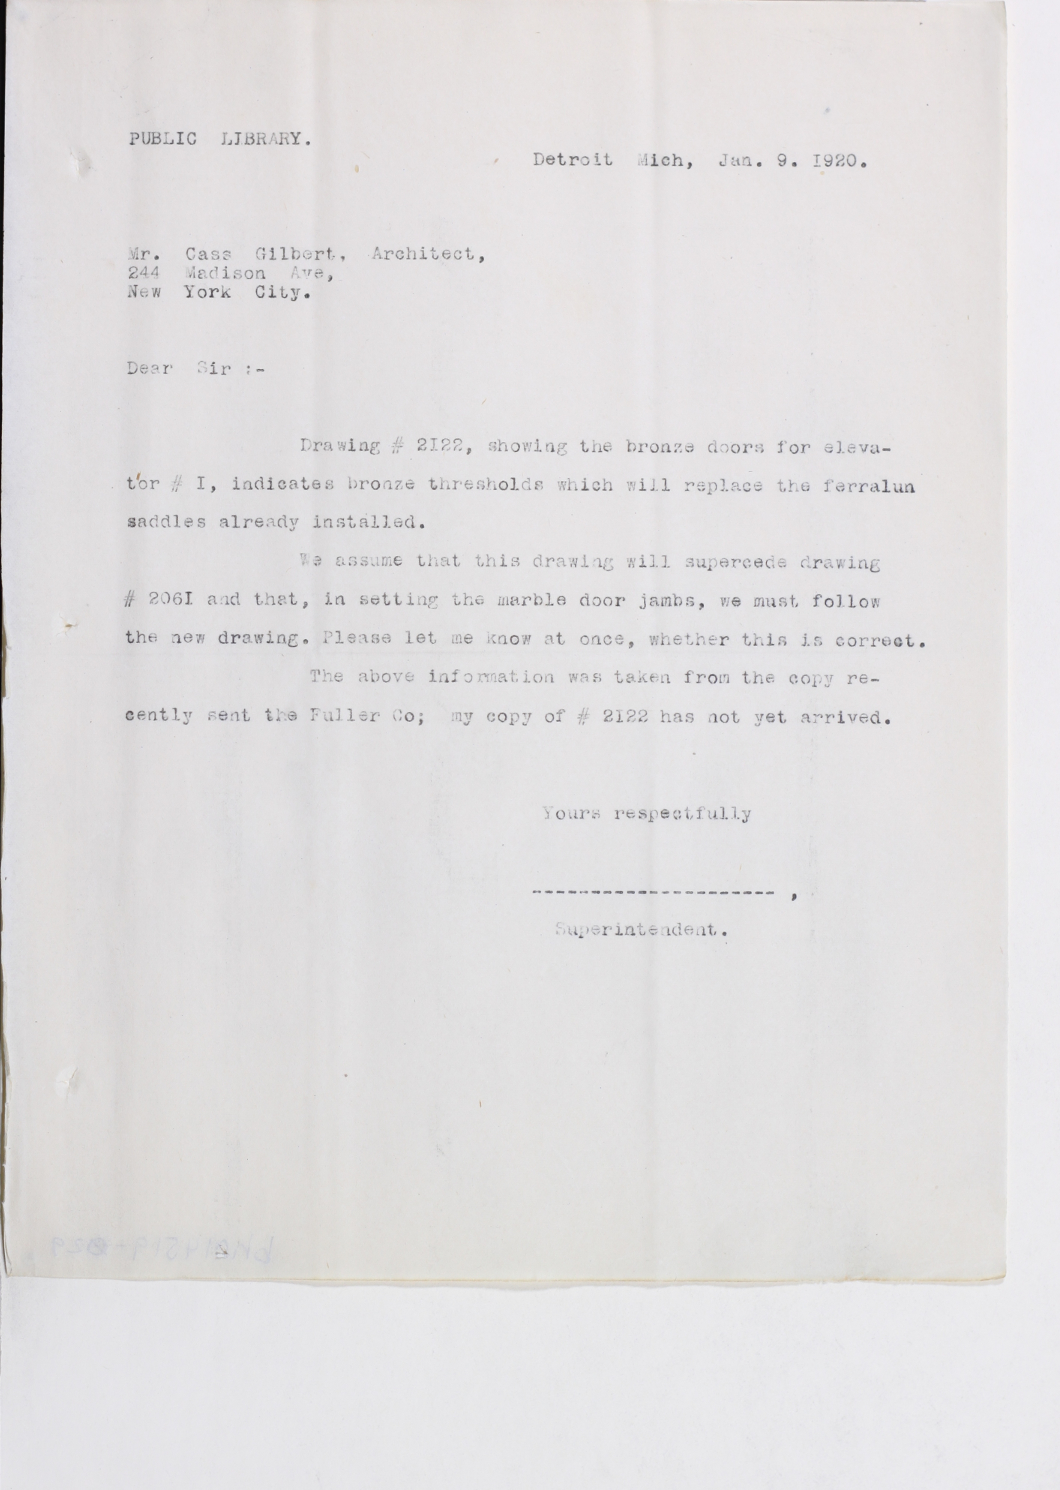 PUBLIC LIBRARY.
Detroit Mich, Jan. 9. I920.
Mr. Cass Gilbert, Architect,
244 Madison Ave,
New York City.
Dear Sir :-
Drawing # 2I22, showing the bronze doors for eleva-
tor # I, indicates bronze thresholds which will replace the ferralun
saddles already installed.
We assume that this drawing will supercede drawing
# 206I and that, in setting the marble door jambs, we must follow
the new drawing. Please let me know at once, whether this is correct.
The above information was taken from the copy re-
cently sent the Fuller Co; my copy of # 2I22 has not yet arrived.
Yours respectfully
--------------------- ,
Superintendent.